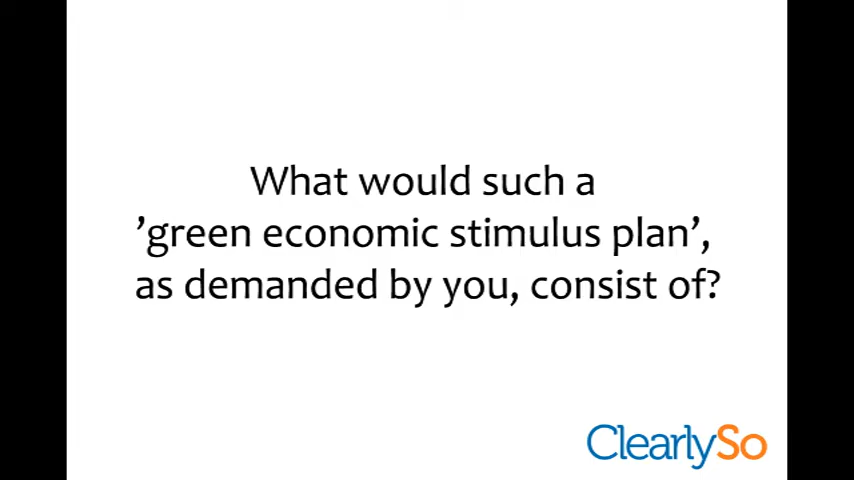 What would such a
’green economic stimulus plan’,
as demanded by you, consist of?
ClearlySo